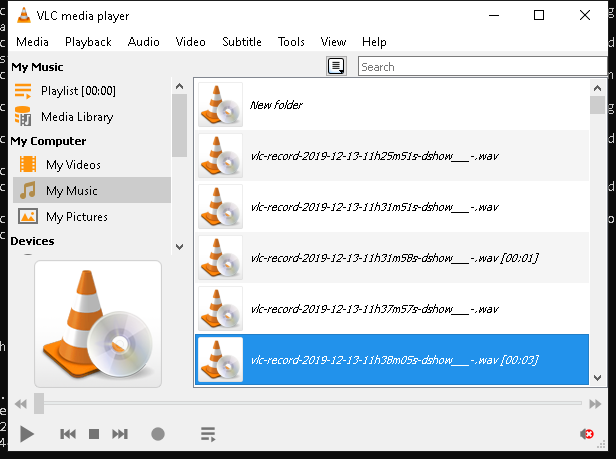 VLC media player
Media Playback Audio Video Subtitle Tools View Help
My Music
Search
Playlist [00:00]
Media Library
My Computer
My Videos
My Music
My Pictures
Devices
New folder
vlc-record-2019-12-13-11h25m51s-dshow___-.wav
vlc-record-2019-12-13-11h31m51s-dshow___-.wav
vlc-record-2019-12-13-11h31m58s-dshow___-.wav [00:01]
vlc-record-2019-12-13-11h37m57s-dshow___-.wav
vlc-record-2019-12-13-11h38m05s-dshow___-.wav [00:03]